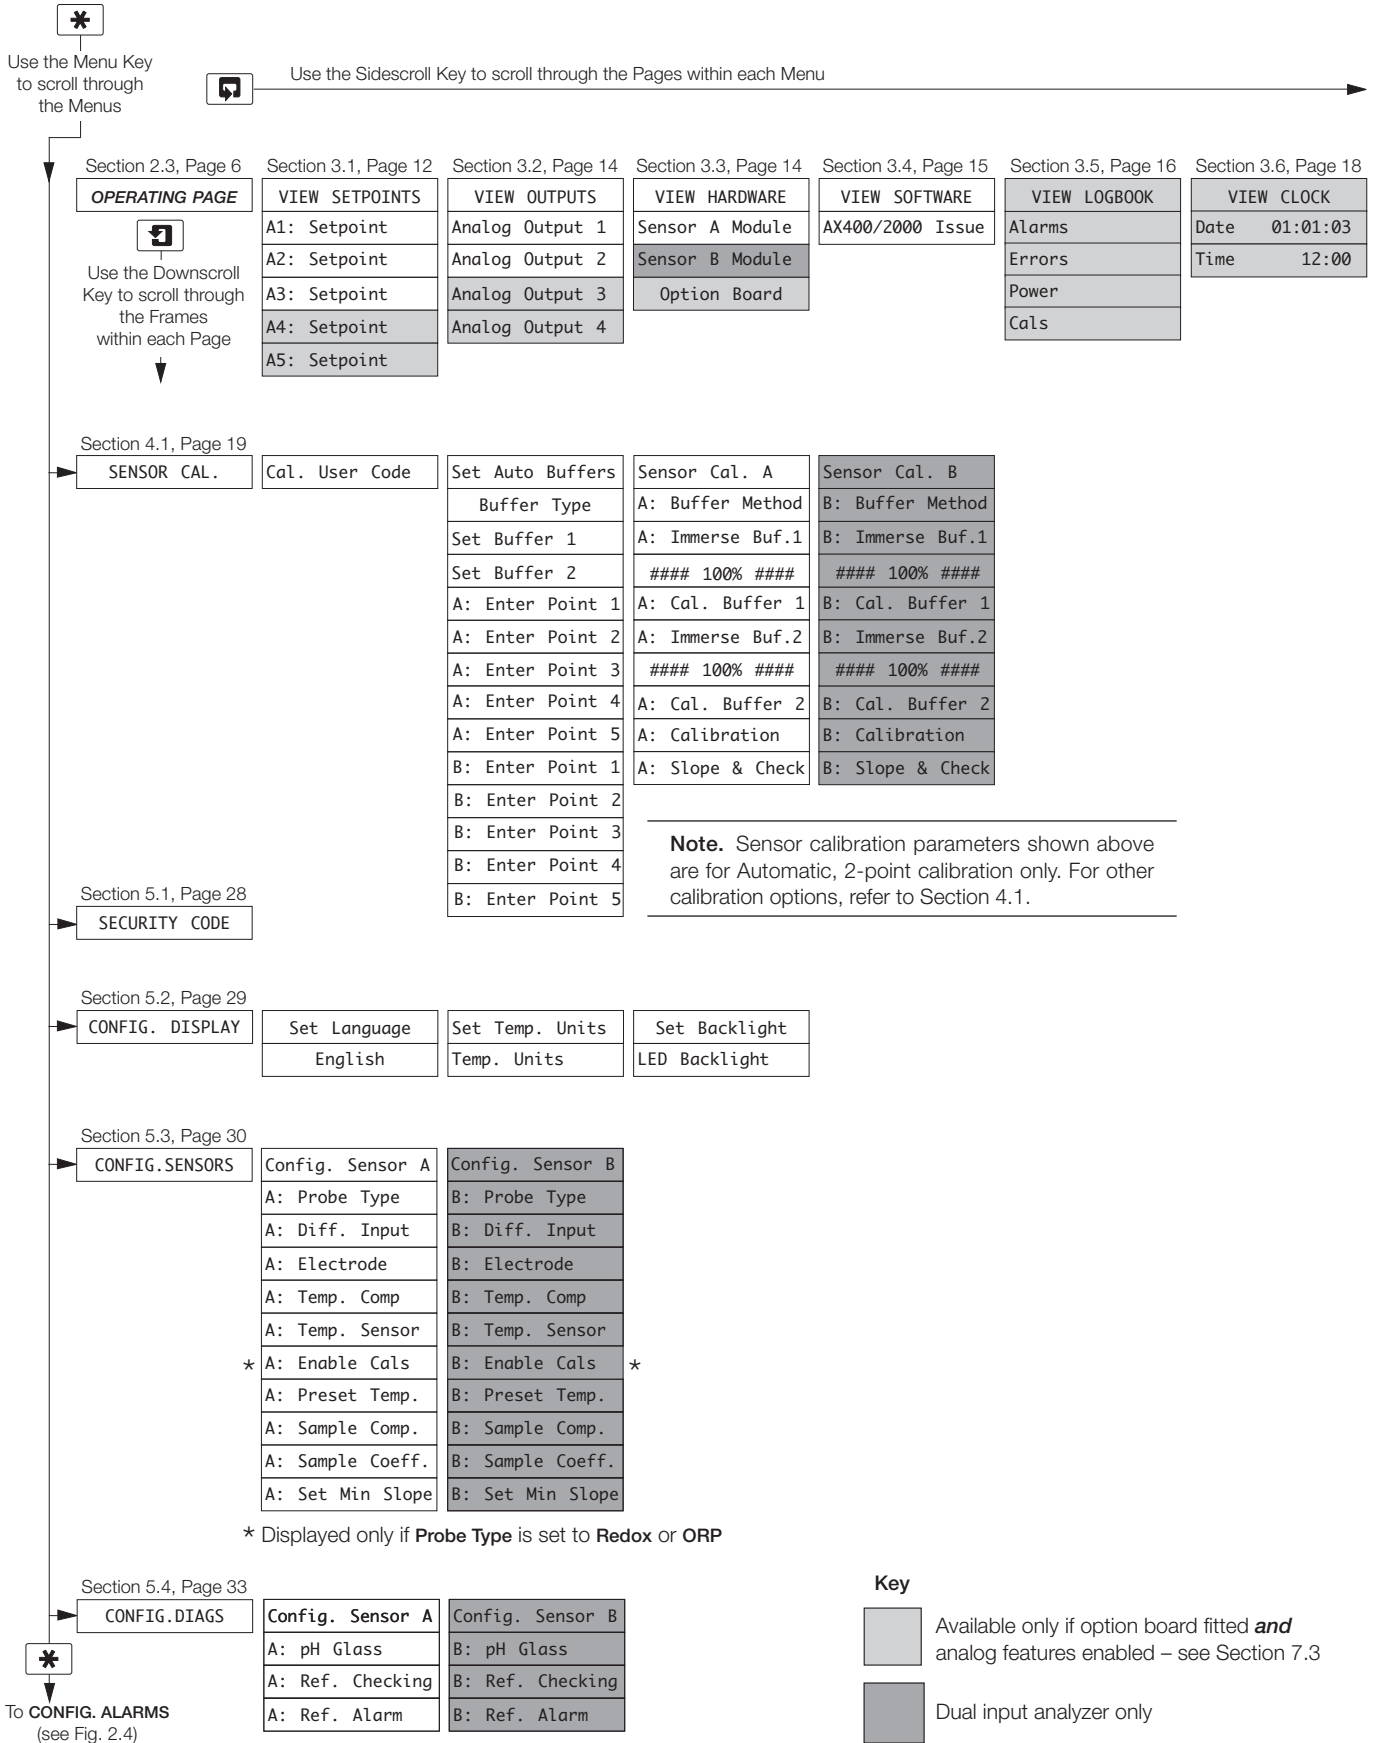 Use the Menu Key
to scroll through
the Menus
Use the Sidescroll Key to scroll through the Pages within each Menu
Section 2.3, Page 6
OPERATING PAGE
Use the Downscroll
Key to scroll through
the Frames
within each Page
Section 3.1, Page 12
VIEW SETPOINTS
A1: Setpoint
A2: Setpoint
A3: Setpoint
A4: Setpoint
A5: Setpoint
Section 3.2, Page 14
VIEW OUTPUTS
Analog Output 1
Analog Output 2
Analog Output 3
Analog Output 4
Section 3.3, Page 14
VIEW HARDWARE
Sensor A Module
Sensor B Module
Option Board
Section 3.4, Page 15
VIEW SOFTWARE
AX400/2000 Issue
Section 3.5, Page 16
VIEW LOGBOOK
Alarms
Errors
Power
Cals
Section 3.6, Page 18
VIEW CLOCK
Date 01:01:03
Time 12:00
Section 4.1, Page 19
SENSOR CAL.
Cal. User Code
Set Auto Buffers
Buffer Type
Set Buffer 1
Set Buffer 2
A: Enter Point 1
A: Enter Point 2
A: Enter Point 3
A: Enter Point 4
A: Enter Point 5
B: Enter Point 1
B: Enter Point 2
B: Enter Point 3
B: Enter Point 4
B: Enter Point 5
Sensor Cal. A
A: Buffer Method
A: Immerse Buf.1
#### 100% ####
A: Cal. Buffer 1
A: Immerse Buf.2
#### 100% ####
A: Cal. Buffer 2
A: Calibration
A: Slope & Check
Sensor Cal. B
B: Buffer Method
B: Immerse Buf.1
#### 100% ####
B: Cal. Buffer 1
B: Immerse Buf.2
#### 100% ####
B: Cal. Buffer 2
B: Calibration
B: Slope & Check
Note. Sensor calibration parameters shown above
are for Automatic, 2-point calibration only. For other
calibration options, refer to Section 4.1.
Section 5.1, Page 28
SECURITY CODE
Section 5.2, Page 29
CONFIG. DISPLAY
Set Language
English
Set Temp. Units
Temp. Units
Set Backlight
LED Backlight
Section 5.3, Page 30
CONFIG.SENSORS
Config. Sensor A
A: Probe Type
A: Diff. Input
A: Electrode
A: Temp. Comp
A: Temp. Sensor
* A: Enable Cals
A: Preset Temp.
A: Sample Comp.
A: Sample Coeff.
A: Set Min Slope
Config. Sensor B
B: Probe Type
B: Diff. Input
B: Electrode
B: Temp. Comp
B: Temp. Sensor
B: Enable Cals *
B: Preset Temp.
B: Sample Comp.
B: Sample Coeff.
B: Set Min Slope
* Displayed only if Probe Type is set to Redox or ORP
Section 5.4, Page 33
CONFIG.DIAGS
Config. Sensor A
A: pH Glass
A: Ref. Checking
A: Ref. Alarm
Config. Sensor B
B: pH Glass
B: Ref. Checking
B: Ref. Alarm
To CONFIG. ALARMS
(see Fig. 2.4)
Key
Available only if option board fitted and
analog features enabled – see Section 7.3
Dual input analyzer only